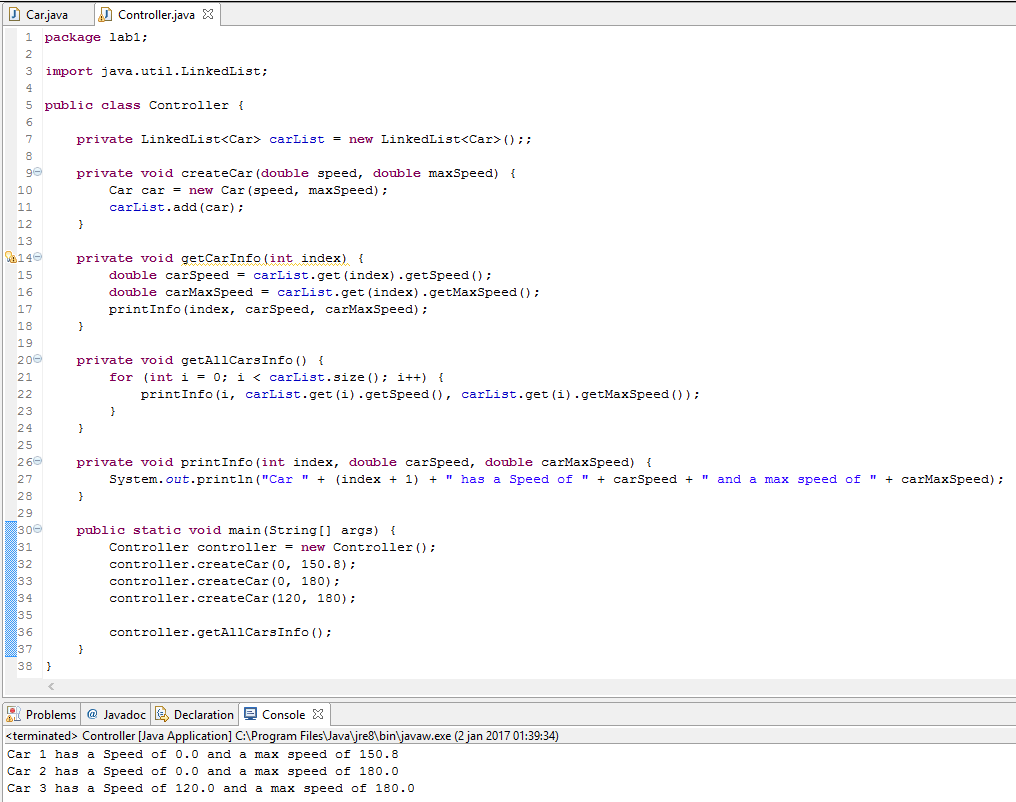 Car.java Controller.java
1 package lab1;
2
3 import java.util.LinkedList;
4
5 public class Controller {
6
7     private LinkedList<Car> carList = new LinkedList<Car>();;
8
9     private void createCar(double speed, double maxSpeed) {
10         Car car = new Car(speed, maxSpeed);
11         carList.add(car);
12     }
13
14     private void getCarInfo(int index) {
15         double carSpeed = carList.get(index).getSpeed();
16         double carMaxSpeed = carList.get(index).getMaxSpeed();
17         printInfo(index, carSpeed, carMaxSpeed);
18     }
19
20     private void getAllCarsInfo() {
21         for (int i = 0; i < carList.size(); i++) {
22             printInfo(i, carList.get(i).getSpeed(), carList.get(i).getMaxSpeed());
23         }
24     }
25
26     private void printInfo(int index, double carSpeed, double carMaxSpeed) {
27         System.out.println("Car " + (index + 1) + " has a Speed of " + carSpeed + " and a max speed of " + carMaxSpeed);
28     }
29
30     public static void main(String[] args) {
31         Controller controller = new Controller();
32         controller.createCar(0, 150.8);
33         controller.createCar(0, 180);
34         controller.createCar(120, 180);
35
36         controller.getAllCarsInfo();
37     }
38 }
Problems @ Javadoc Declaration Console
<terminated> Controller [Java Application] C:\Program Files\Java\jre8\bin\javaw.exe (2 jan 2017 01:39:34)
Car 1 has a Speed of 0.0 and a max speed of 150.8
Car 2 has a Speed of 0.0 and a max speed of 180.0
Car 3 has a Speed of 120.0 and a max speed of 180.0